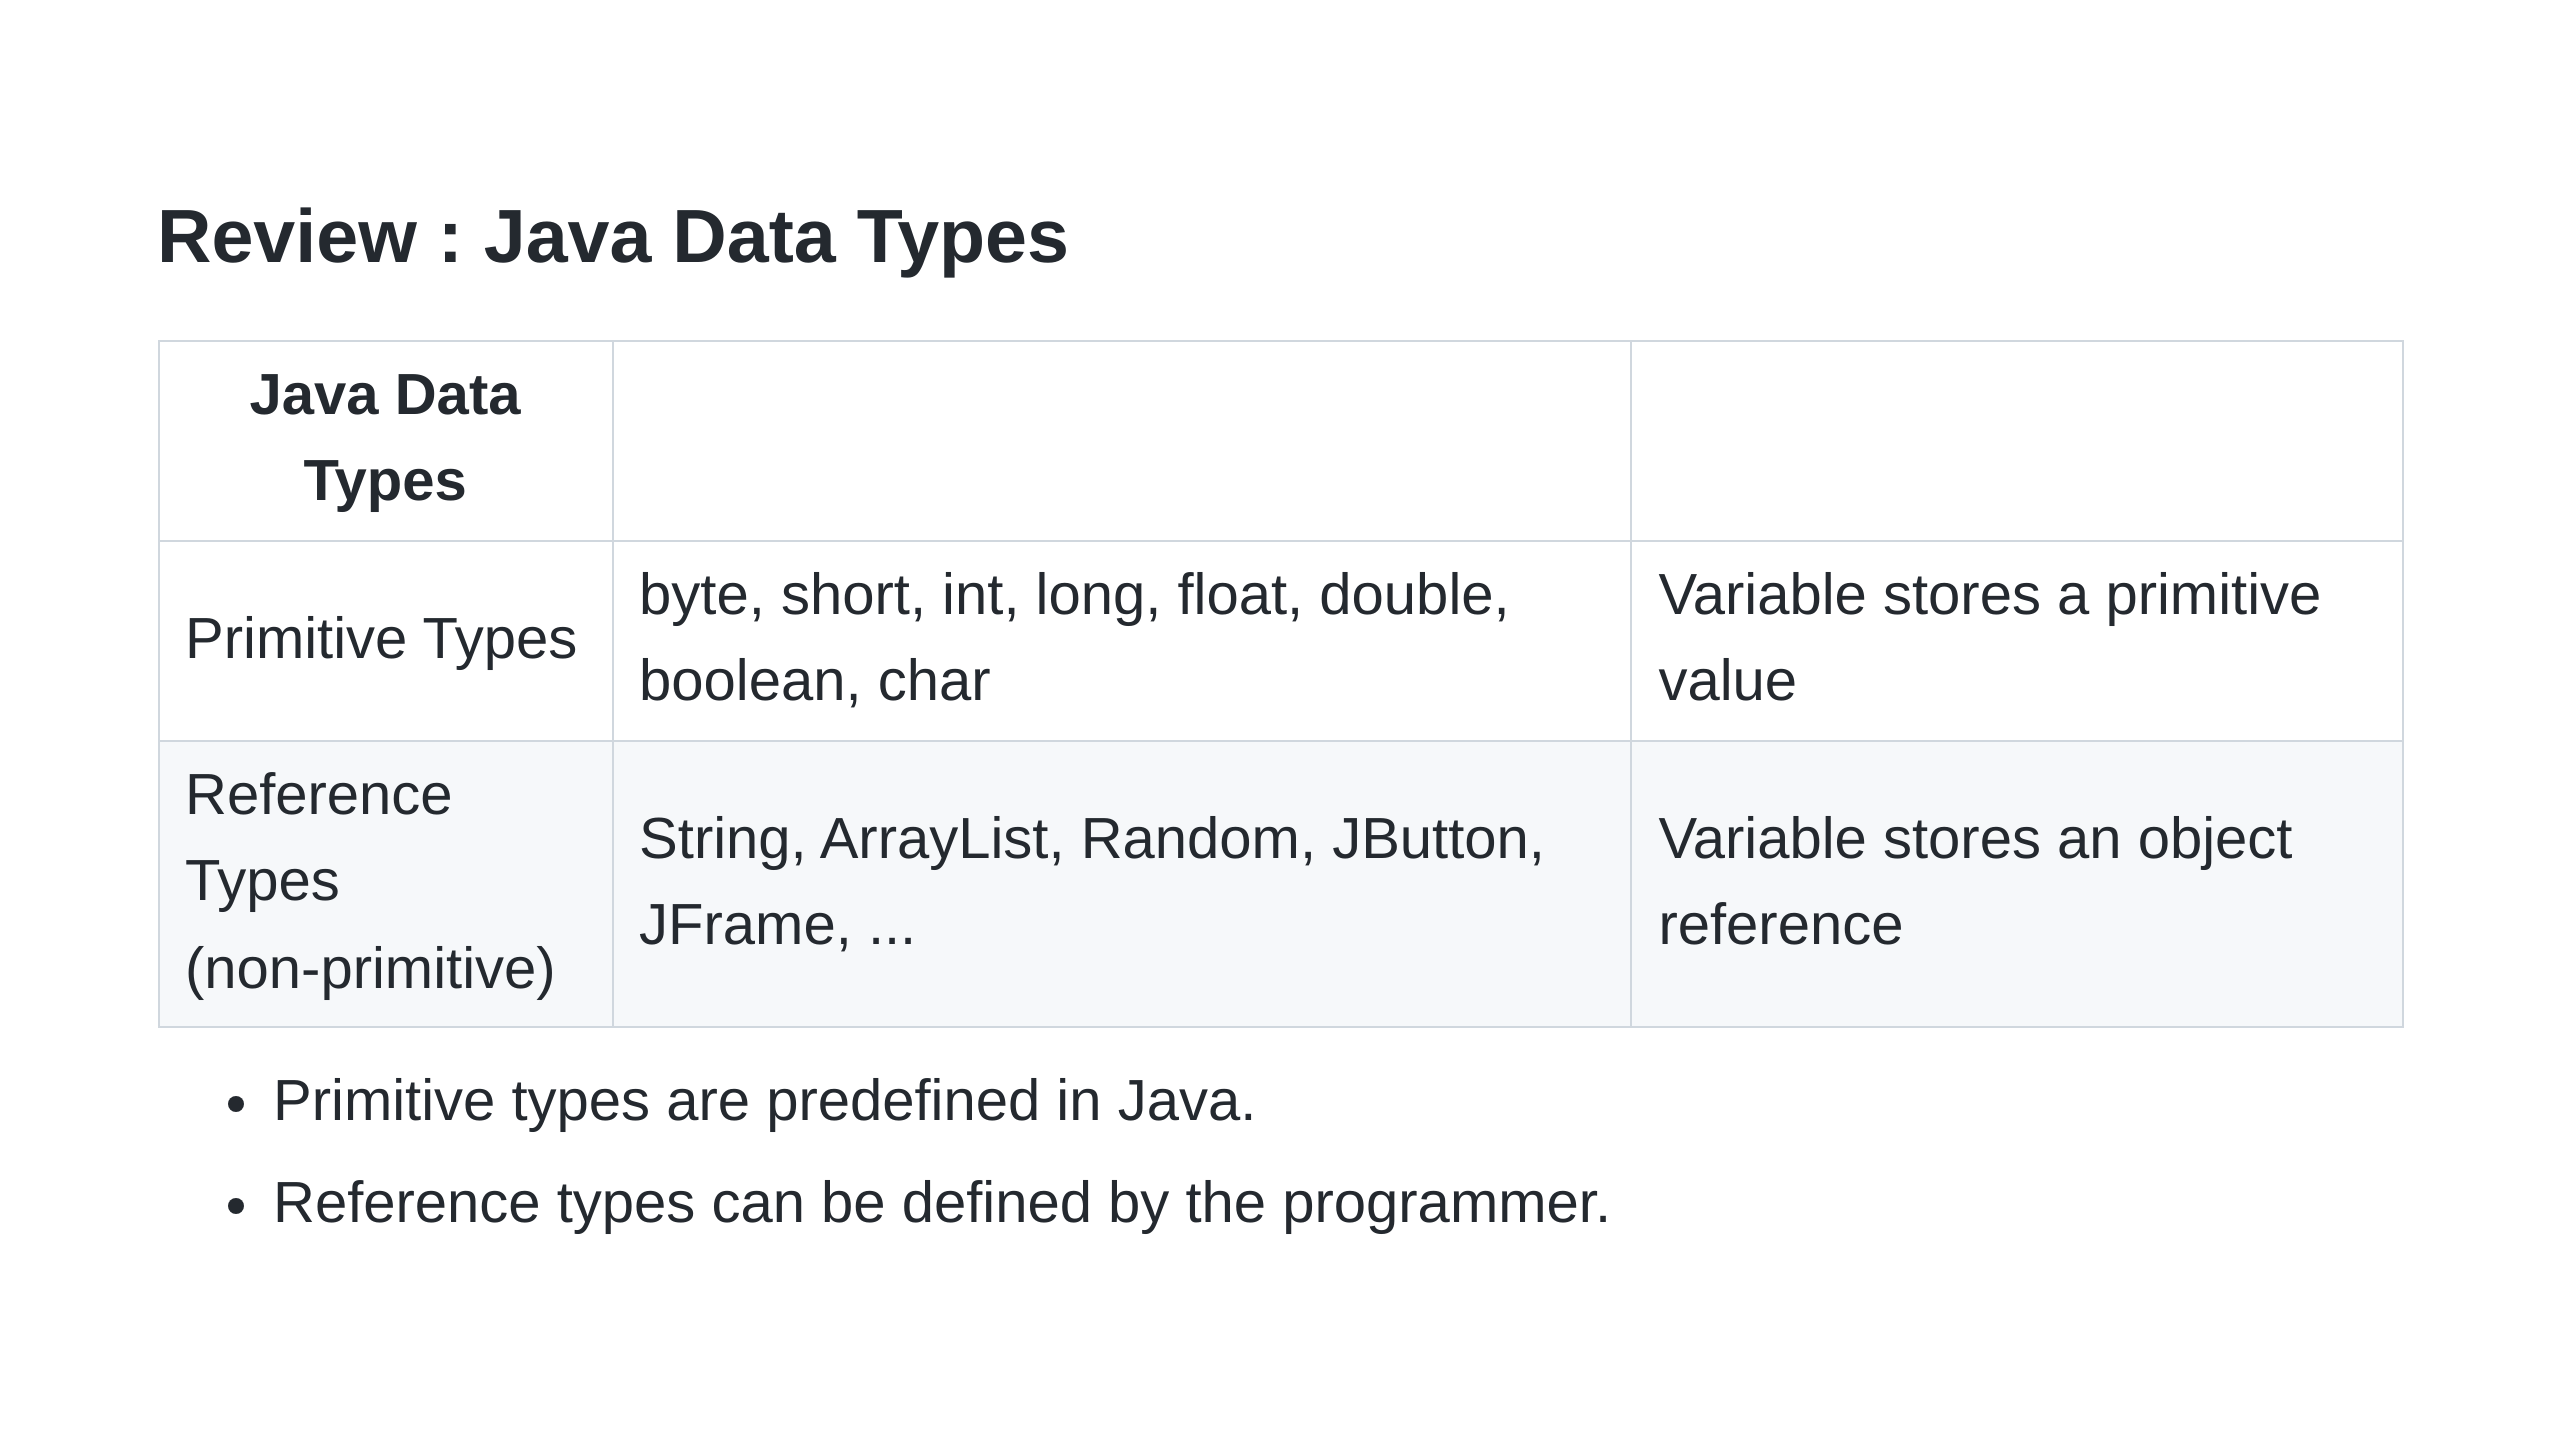 Review : Java Data Types
Java Data
Types
Primitive Types
byte, short, int, long, float, double,
boolean, char
Variable stores a primitive
value
Reference
Types
(non-primitive)
String, ArrayList, Random, JButton,
JFrame, ...
Variable stores an object
reference
• Primitive types are predefined in Java.
• Reference types can be defined by the programmer.